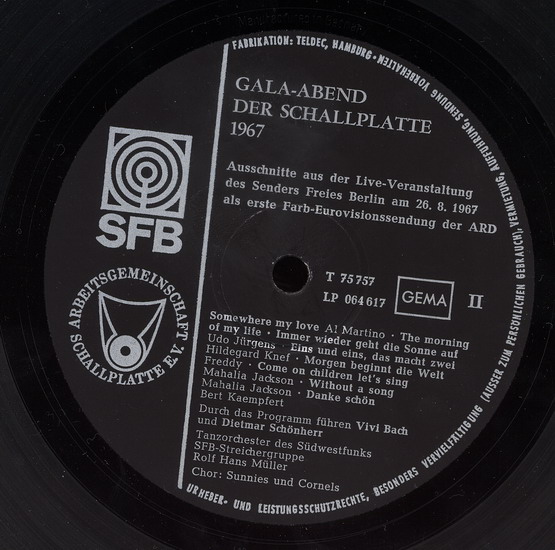 FABRIKATION: TELDEC, HAMBURG · SENDUNG VORBEHALTEN
URHEBER- UND LEISTUNGSSCHUTZRECHTE, BESONDERS VERVIELFÄLTIGUNG (AUSSER ZUM PERSÖNLICHEN GEBRAUCH), VERMIETUNG, AUFFÜHRUNG, SENDUNG VORBEHALTEN
GALA-ABEND
DER SCHALLPLATTE
1967
Ausschnitte aus der Live-Veranstaltung
des Senders Freies Berlin am 26. 8. 1967
als erste Farb-Eurovisionssendung der ARD
SFB
ARBEITSGEMEINSCHAFT
SCHALLPLATTE E.V.
T 75 757
LP 064 617
GEMA
II
Somewhere my love Al Martino · The morning
of my life · Immer wieder geht die Sonne auf
Udo Jürgens · Eins und eins, das macht zwei
Hildegard Knef · Morgen beginnt die Welt
Freddy · Come on children let's sing
Mahalia Jackson · Without a song
Mahalia Jackson · Danke schön
Bert Kaempfert
Durch das Programm führen Vivi Bach
und Dietmar Schönherr
Tanzorchester des Südwestfunks
SFB-Streichergruppe
Rolf Hans Müller
Chor: Sunnies und Cornels